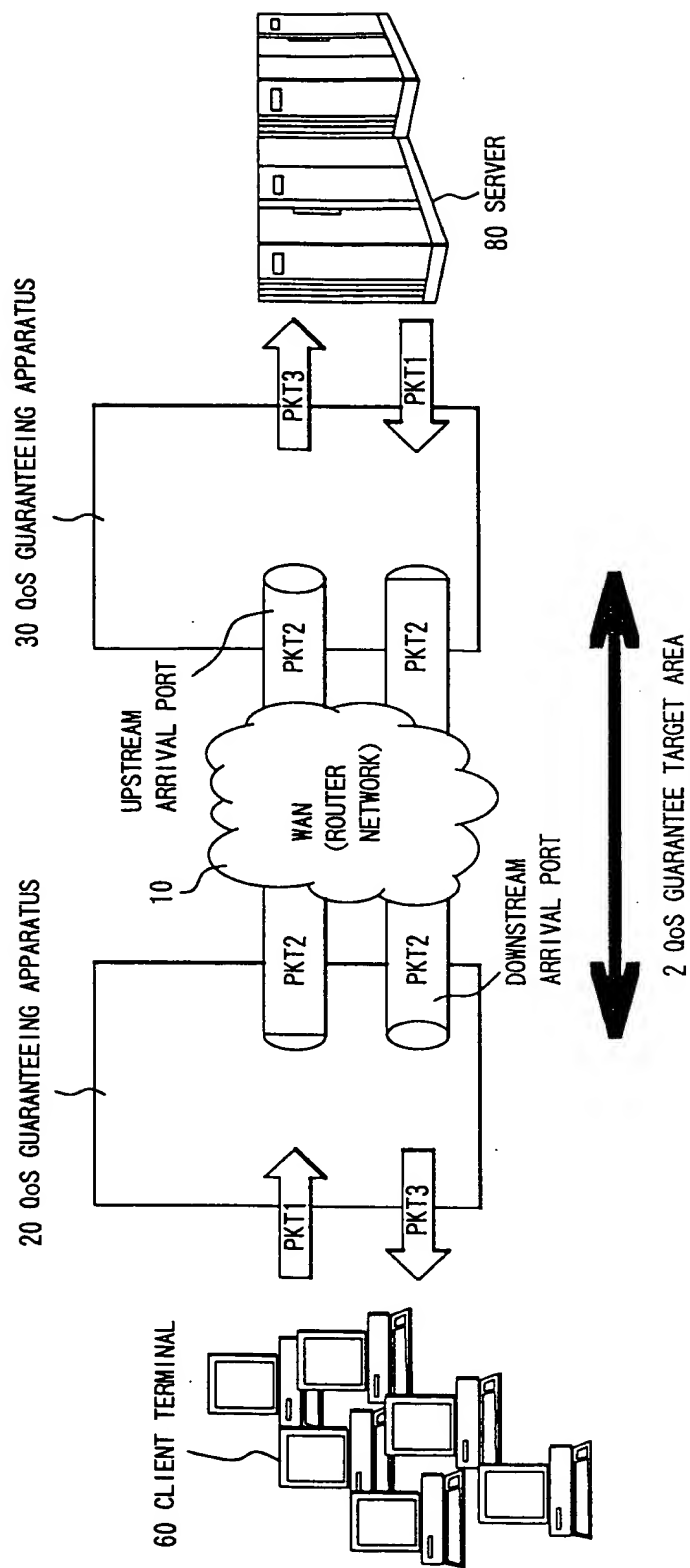 20 QoS GUARANTEEING APPARATUS
30 QoS GUARANTEEING APPARATUS
60 CLIENT TERMINAL
PKT1
PKT3
PKT2
PKT2
10
WAN
(ROUTER
NETWORK)
UPSTREAM
ARRIVAL PORT
DOWNSTREAM
ARRIVAL PORT
PKT2
PKT2
PKT3
PKT1
80 SERVER
2 QoS GUARANTEE TARGET AREA